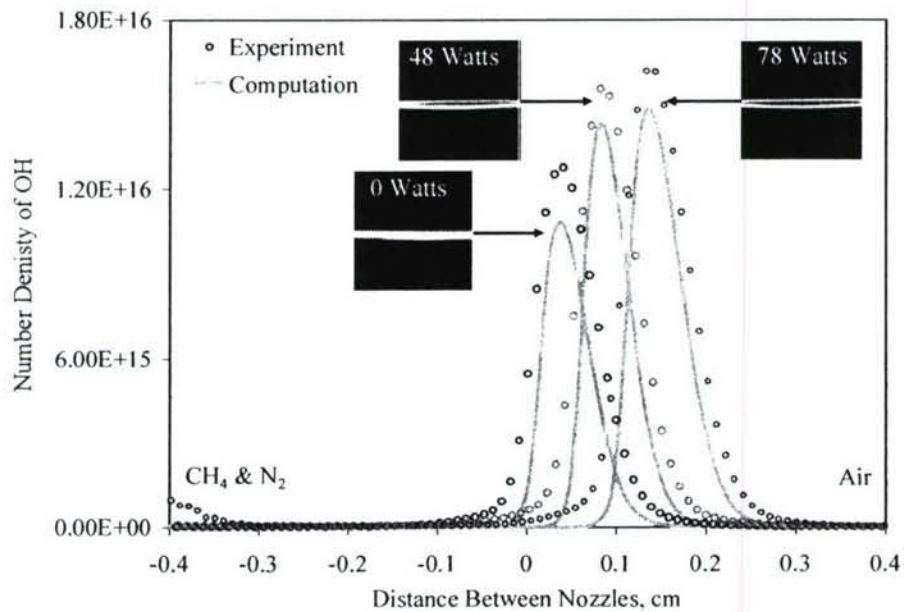 1.80E+16
1.20E+16
6.00E+15
0.00E+00
Number Denisty of OH
Experiment
Computation
48 Watts
78 Watts
0 Watts
CH₄ & N₂
Air
-0.4 -0.3 -0.2 -0.1 0 0.1 0.2 0.3 0.4
Distance Between Nozzles, cm